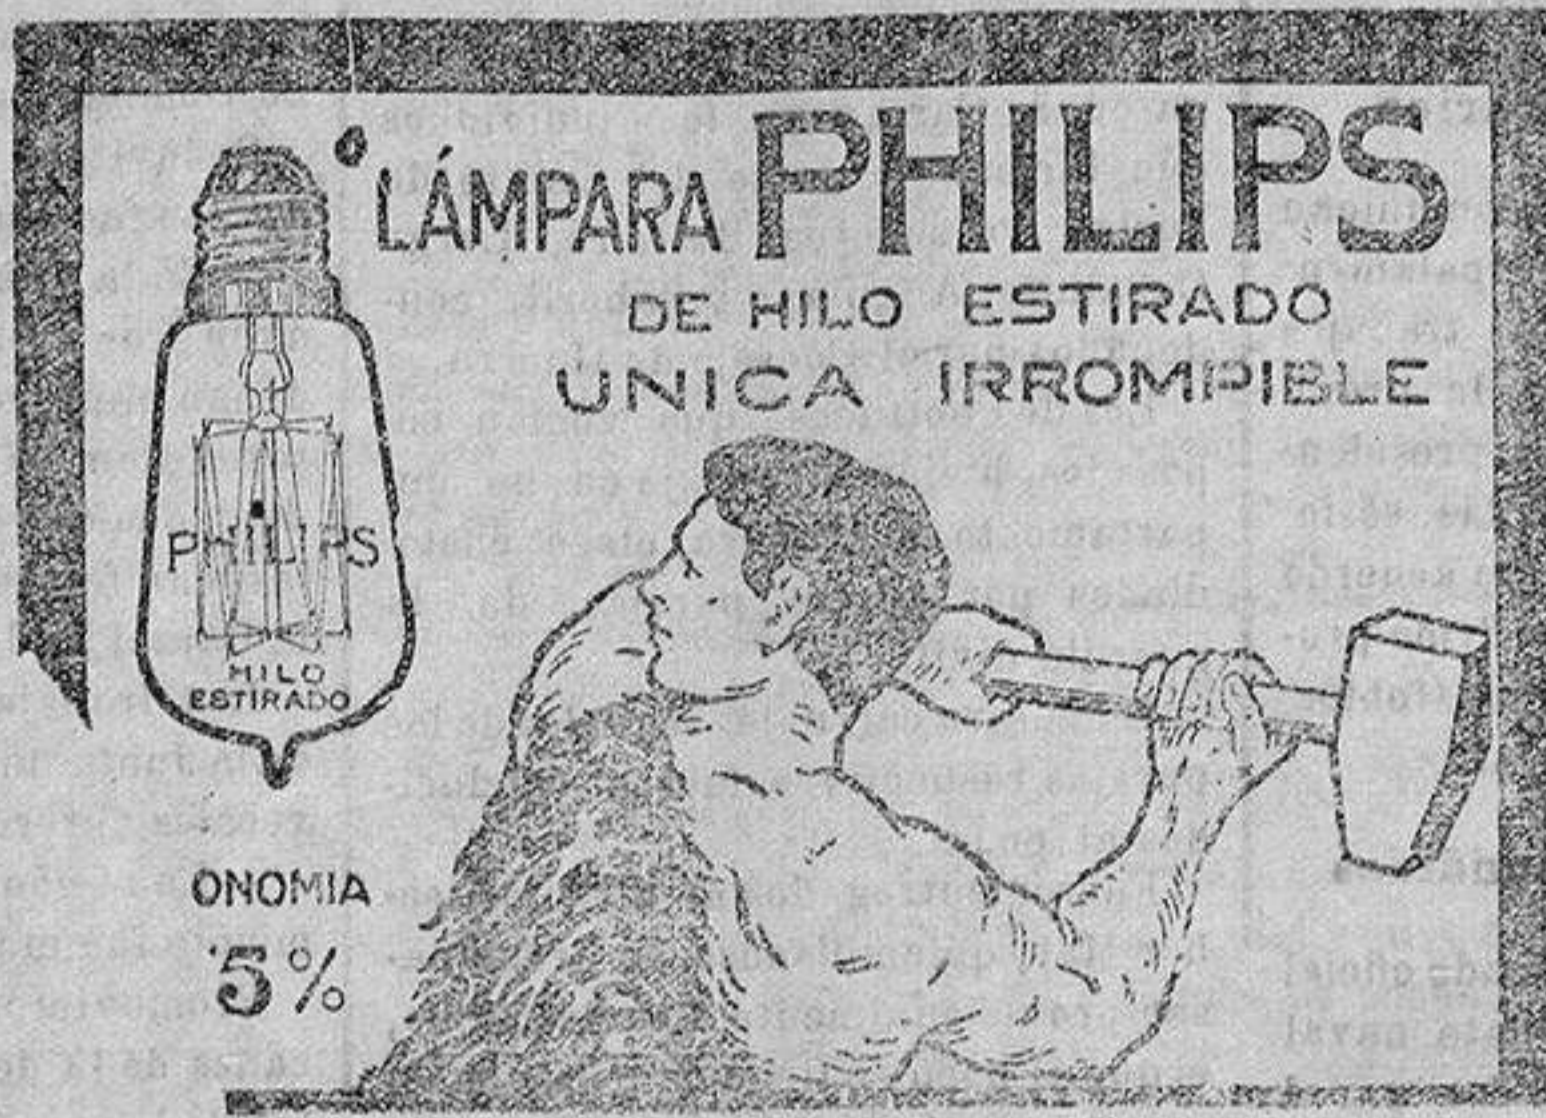 LÁMPARA PHILIPS
DE HILO ESTIRADO
UNICA IRROMPIBLE
PHILIPS
HILO
ESTIRADO
ONOMIA
5%